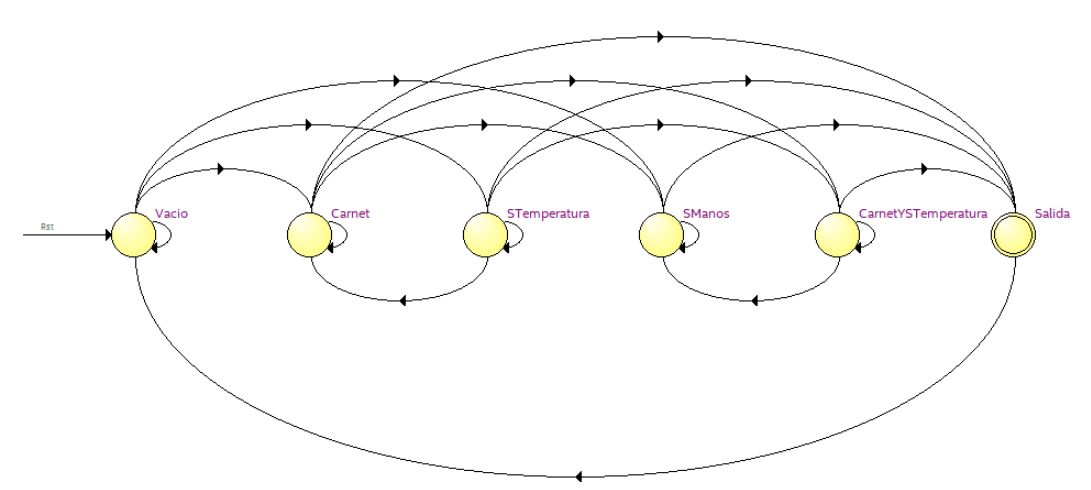 Rst
Vacio
Carnet
STemperatura
SManos
CarnetYSTemperatura
Salida